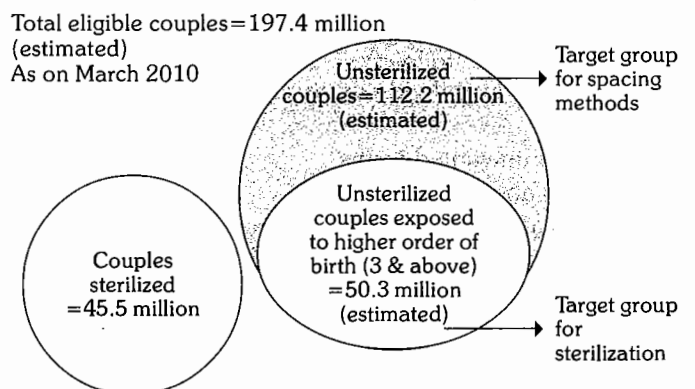 Total eligible couples=197.4 million
(estimated)
As on March 2010
Unsterilized
couples=112.2 million
(estimated)
Target group
for spacing
methods
Unsterilized
couples exposed
to higher order of
birth (3 & above)
=50.3 million
(estimated)
Couples
sterilized
=45.5 million
Target group
for
sterilization